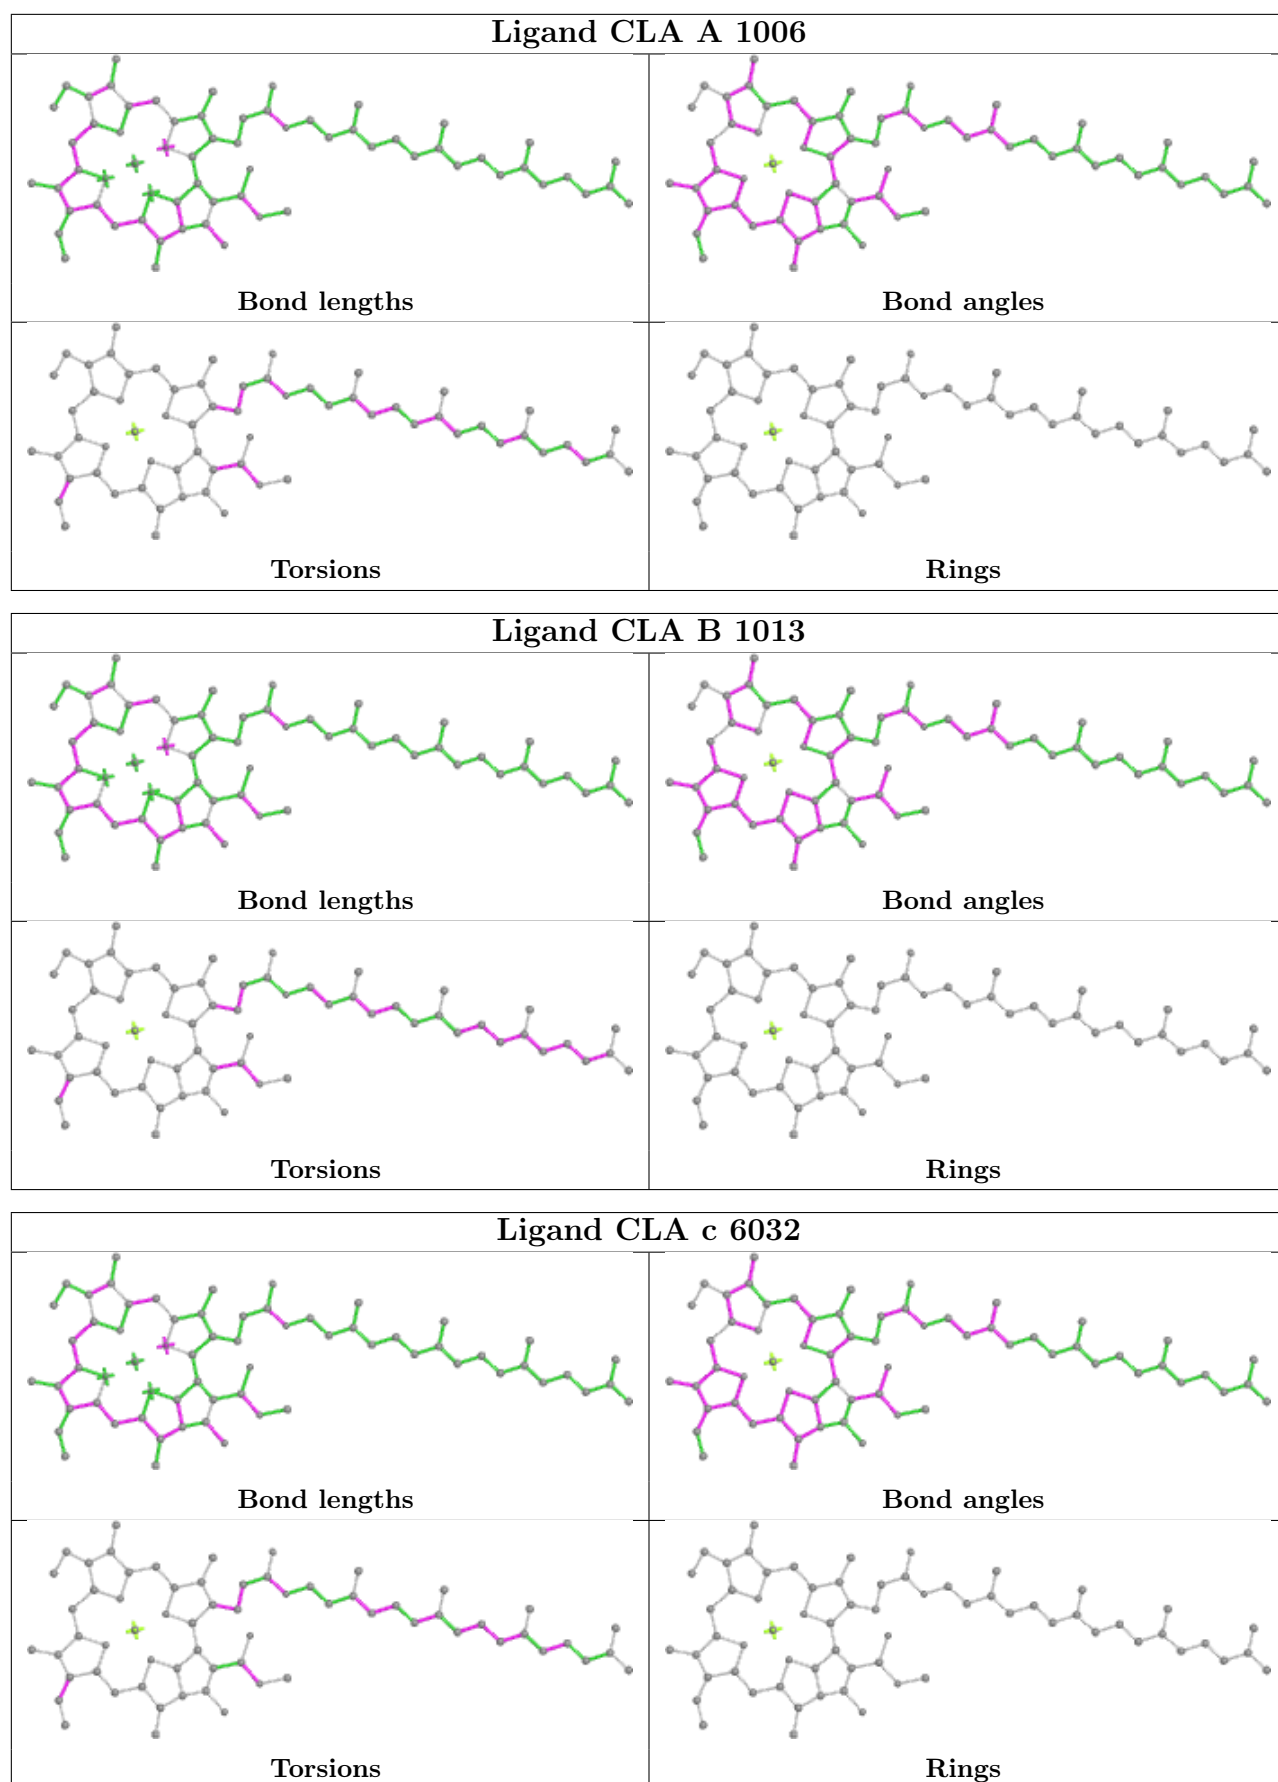 Ligand CLA A 1006
Bond lengths
Bond angles
Torsions
Rings
Ligand CLA B 1013
Bond lengths
Bond angles
Torsions
Rings
Ligand CLA c 6032
Bond lengths
Bond angles
Torsions
Rings